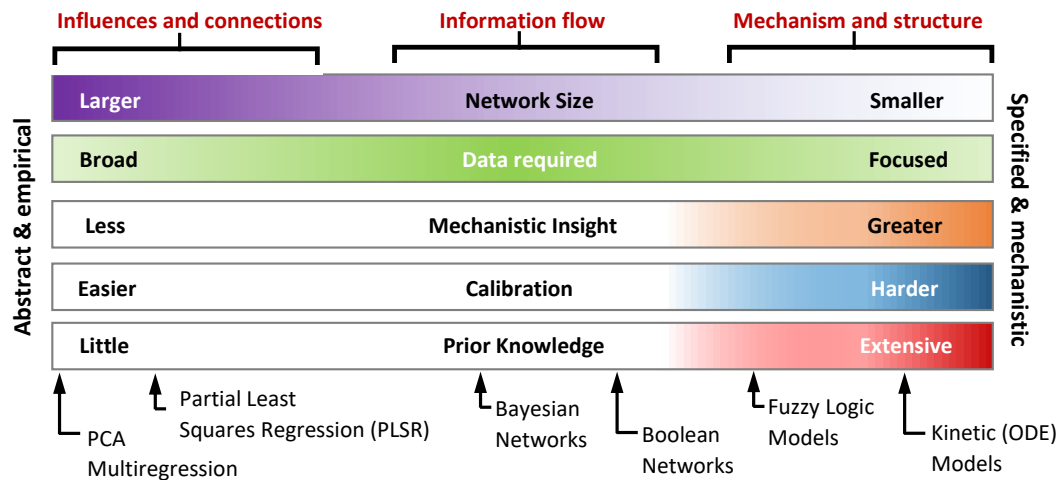 Influences and connections Information flow Mechanism and structure
Abstract & empirical
Larger Network Size Smaller
Broad Data required Focused
Less Mechanistic Insight Greater
Easier Calibration Harder
Little Prior Knowledge Extensive
Specified & mechanistic
PCA
Multiregression
Partial Least
Squares Regression (PLSR)
Bayesian
Networks
Boolean
Networks
Fuzzy Logic
Models
Kinetic (ODE)
Models